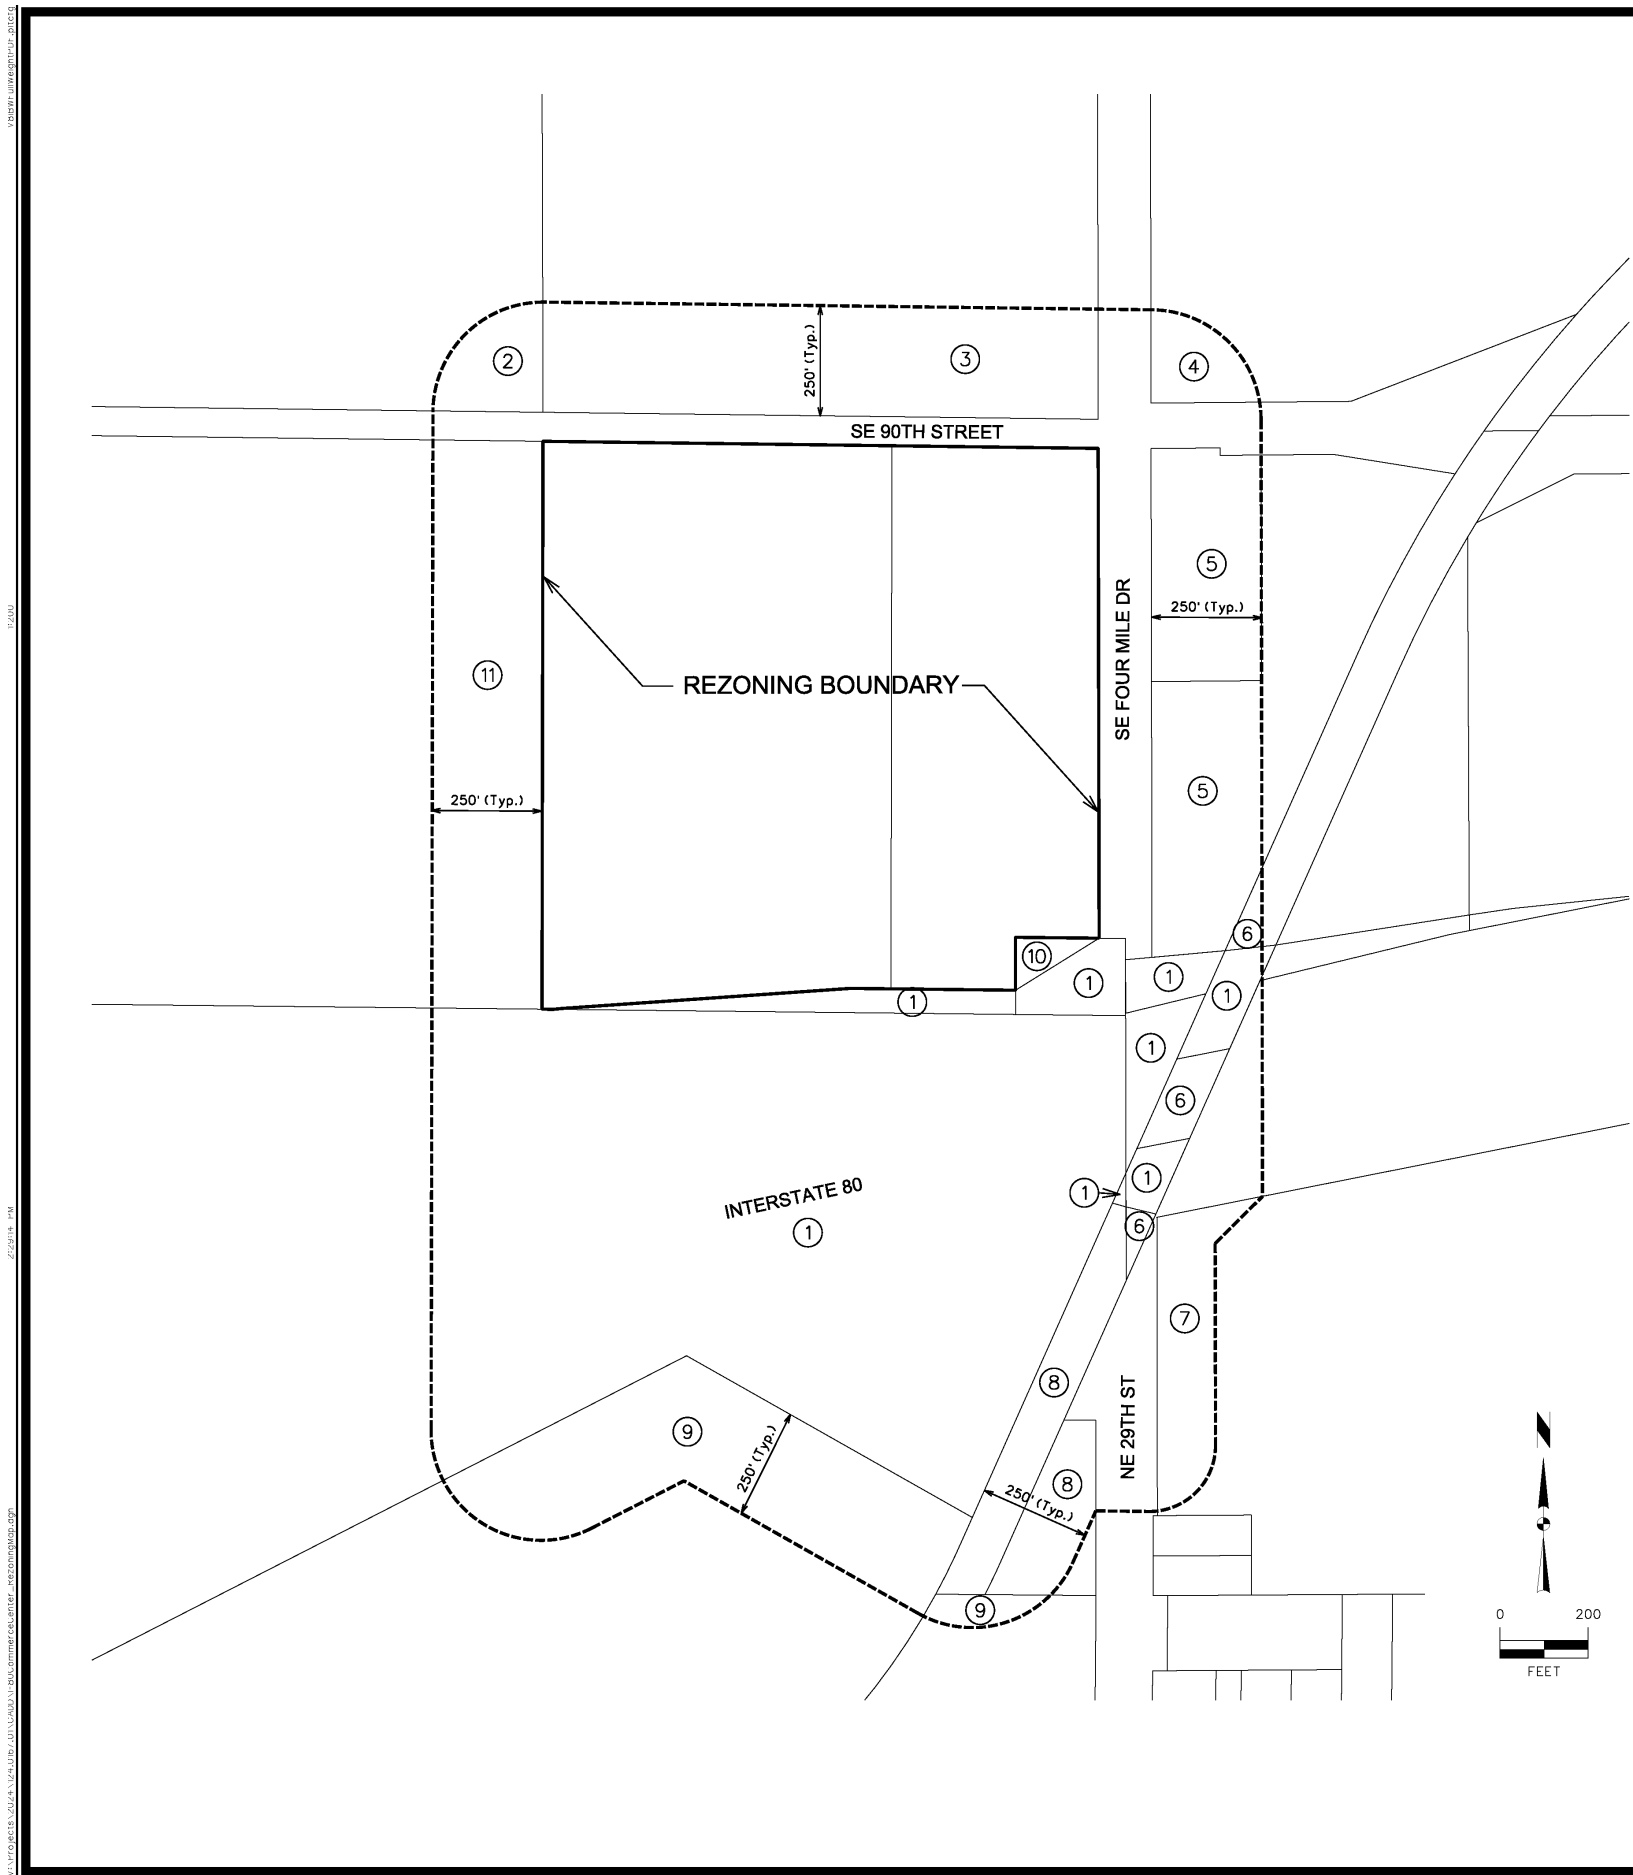 2
250' (Typ.)
3
4
SE 90TH STREET
5
250' (Typ.)
SE FOUR MILE DR
11
REZONING BOUNDARY
5
250' (Typ.)
6
10
1
1
1
1
1
6
1
1
INTERSTATE 80
1
6
7
8
NE 29TH ST
9
250' (Typ.)
8
250' (Typ.)
9
N
0 200
FEET